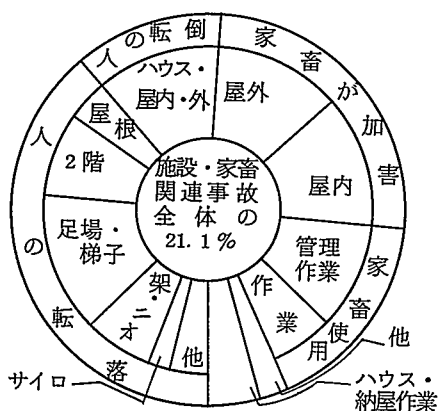 人の転倒
家畜が加害
ハウス・
屋内・外
屋外
屋根
2階
人の転落
施設・家畜
関連事故
全体の
21.1%
屋内
足場・
梯子
管理
作業
家畜使用
架・ニオ
作業
他
他
サイロ
ハウス・
納屋作業